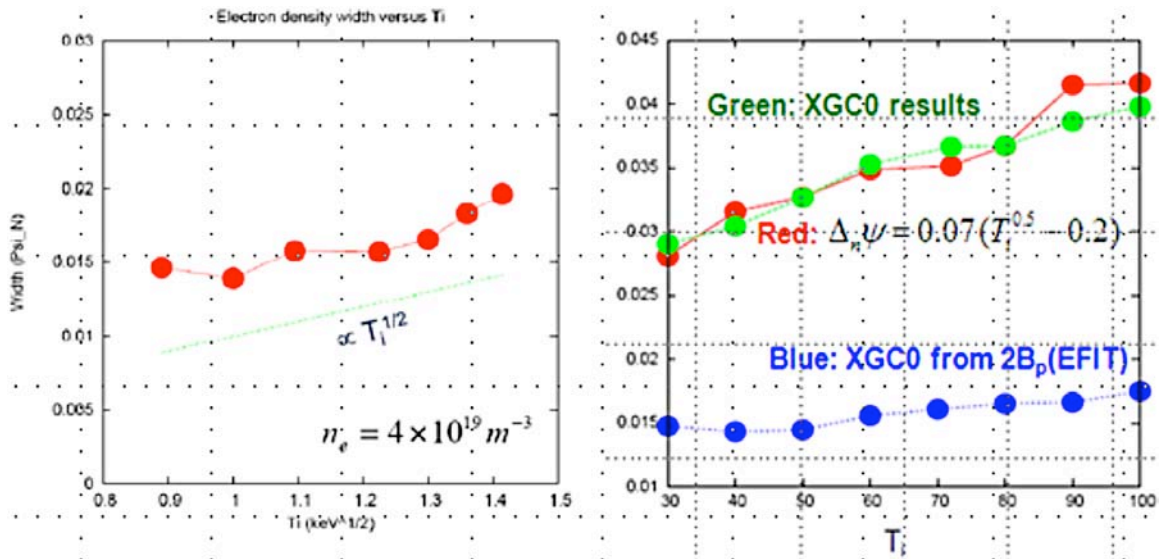 Electron density width versus Ti
0.03
0.025
0.02
0.015
0.01
0.005
0
Width (Psi_N)
∝ T_i^{1/2}
n_e = 4 × 10^{19} m^{-3}
0.8 0.9 1 1.1 1.2 1.3 1.4 1.5
Ti (keV^1/2)
0.045
0.04
0.035
0.03
0.025
0.02
0.015
0.01
Green: XGC0 results
Red: Δ_n ψ = 0.07(T_i^{0.5} - 0.2)
Blue: XGC0 from 2B_p(EFIT)
30 40 50 60 70 80 90 100
T_i